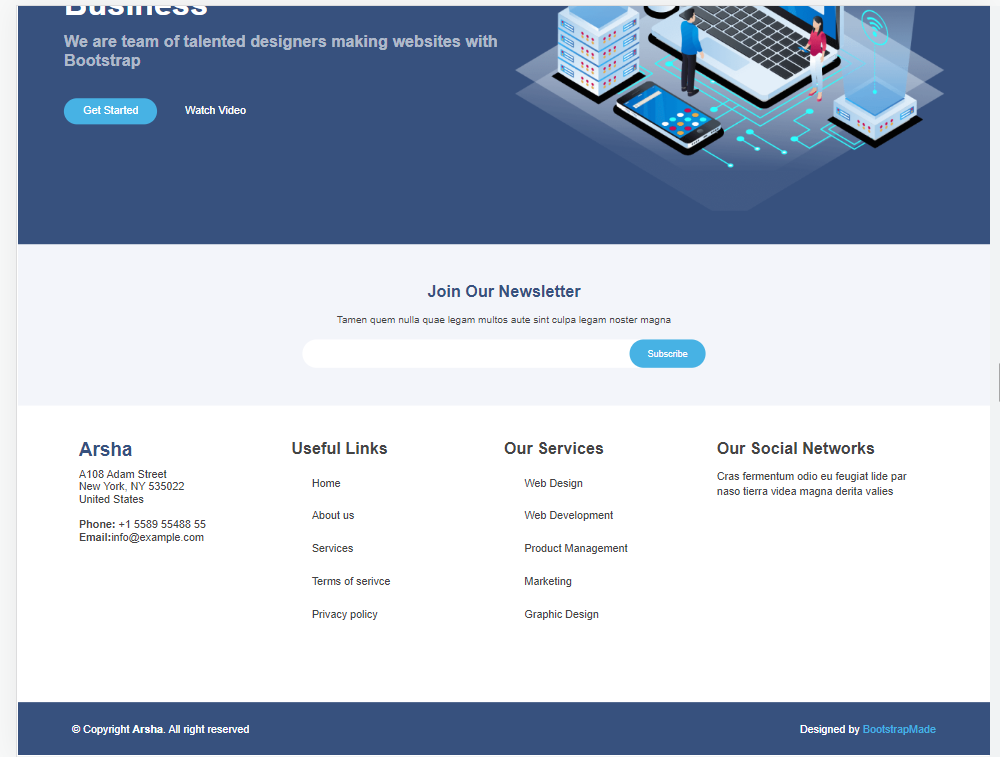 Business
We are team of talented designers making websites with
Bootstrap
Get Started
Watch Video
Join Our Newsletter
Tamen quem nulla quae legam multos aute sint culpa legam noster magna
Subscribe
Arsha
A108 Adam Street
New York, NY 535022
United States
Phone: +1 5589 55488 55
Email:info@example.com
Useful Links
Home
About us
Services
Terms of serivce
Privacy policy
Our Services
Web Design
Web Development
Product Management
Marketing
Graphic Design
Our Social Networks
Cras fermentum odio eu feugiat lide par
naso tierra videa magna derita valies
© Copyright Arsha. All right reserved
Designed by BootstrapMade